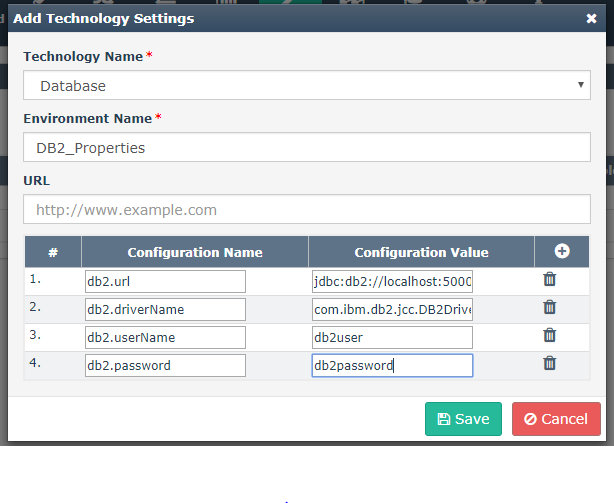 Add Technology Settings ✖
Technology Name *
Database
Environment Name *
DB2_Properties
URL
http://www.example.com
# Configuration Name Configuration Value
1. db2.url jdbc:db2://localhost:5000
2. db2.driverName com.ibm.db2.jcc.DB2Drive
3. db2.userName db2user
4. db2.password db2password
Save Cancel